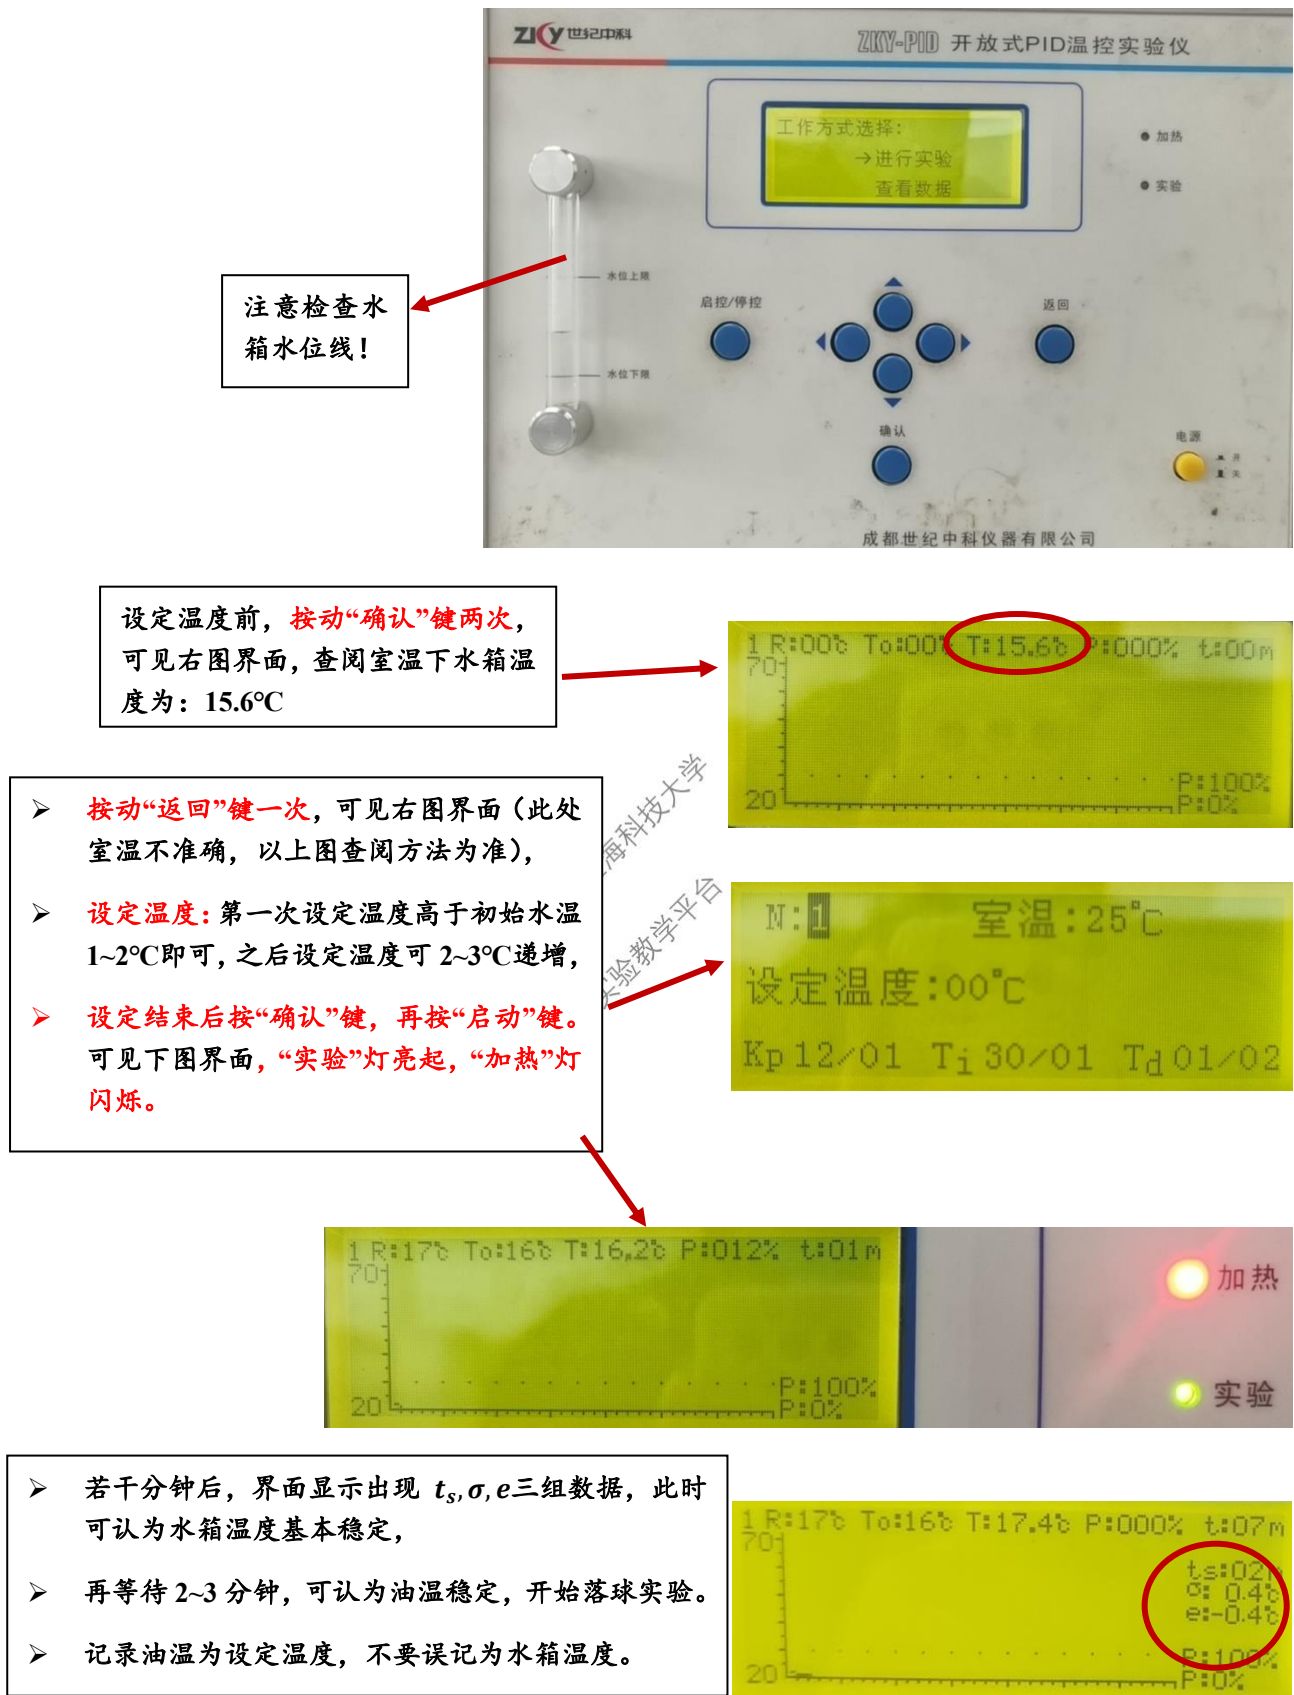 ZKY 世纪中科
ZKY-PID 开放式PID温控实验仪
工作方式选择:
→进行实验
查看数据
加热
实验
水位上限
水位下限
启控/停控
返回
确认
电源
开
关
成都世纪中科仪器有限公司
注意检查水
箱水位线！
设定温度前，按动“确认”键两次，
可见右图界面，查阅室温下水箱温
度为：15.6°C
1 R:00℃ To:00℃ T:15.6℃ P:000% t:00m
70
P:100%
20
P:0%
➢ 按动“返回”键一次，可见右图界面（此处
室温不准确，以上图查阅方法为准），
➢ 设定温度：第一次设定温度高于初始水温
1~2°C即可，之后设定温度可 2~3°C递增，
➢ 设定结束后按“确认”键，再按“启动”键。
可见下图界面，“实验”灯亮起，“加热”灯
闪烁。
海科技大学
实验教学平台
N:1 室温:25℃
设定温度:00℃
Kp 12/01 Ti 30/01 Td 01/02
1 R:17℃ To:16℃ T:16.2℃ P:012% t:01m
70
P:100%
20
P:0%
加热
实验
➢ 若干分钟后，界面显示出现 ts, σ, e三组数据，此时
可认为水箱温度基本稳定，
➢ 再等待 2~3 分钟，可认为油温稳定，开始落球实验。
➢ 记录油温为设定温度，不要误记为水箱温度。
1 R:17℃ To:16℃ T:17.4℃ P:000% t:07m
70
ts:02m
σ: 0.4℃
e:-0.4℃
P:100%
20
P:0%